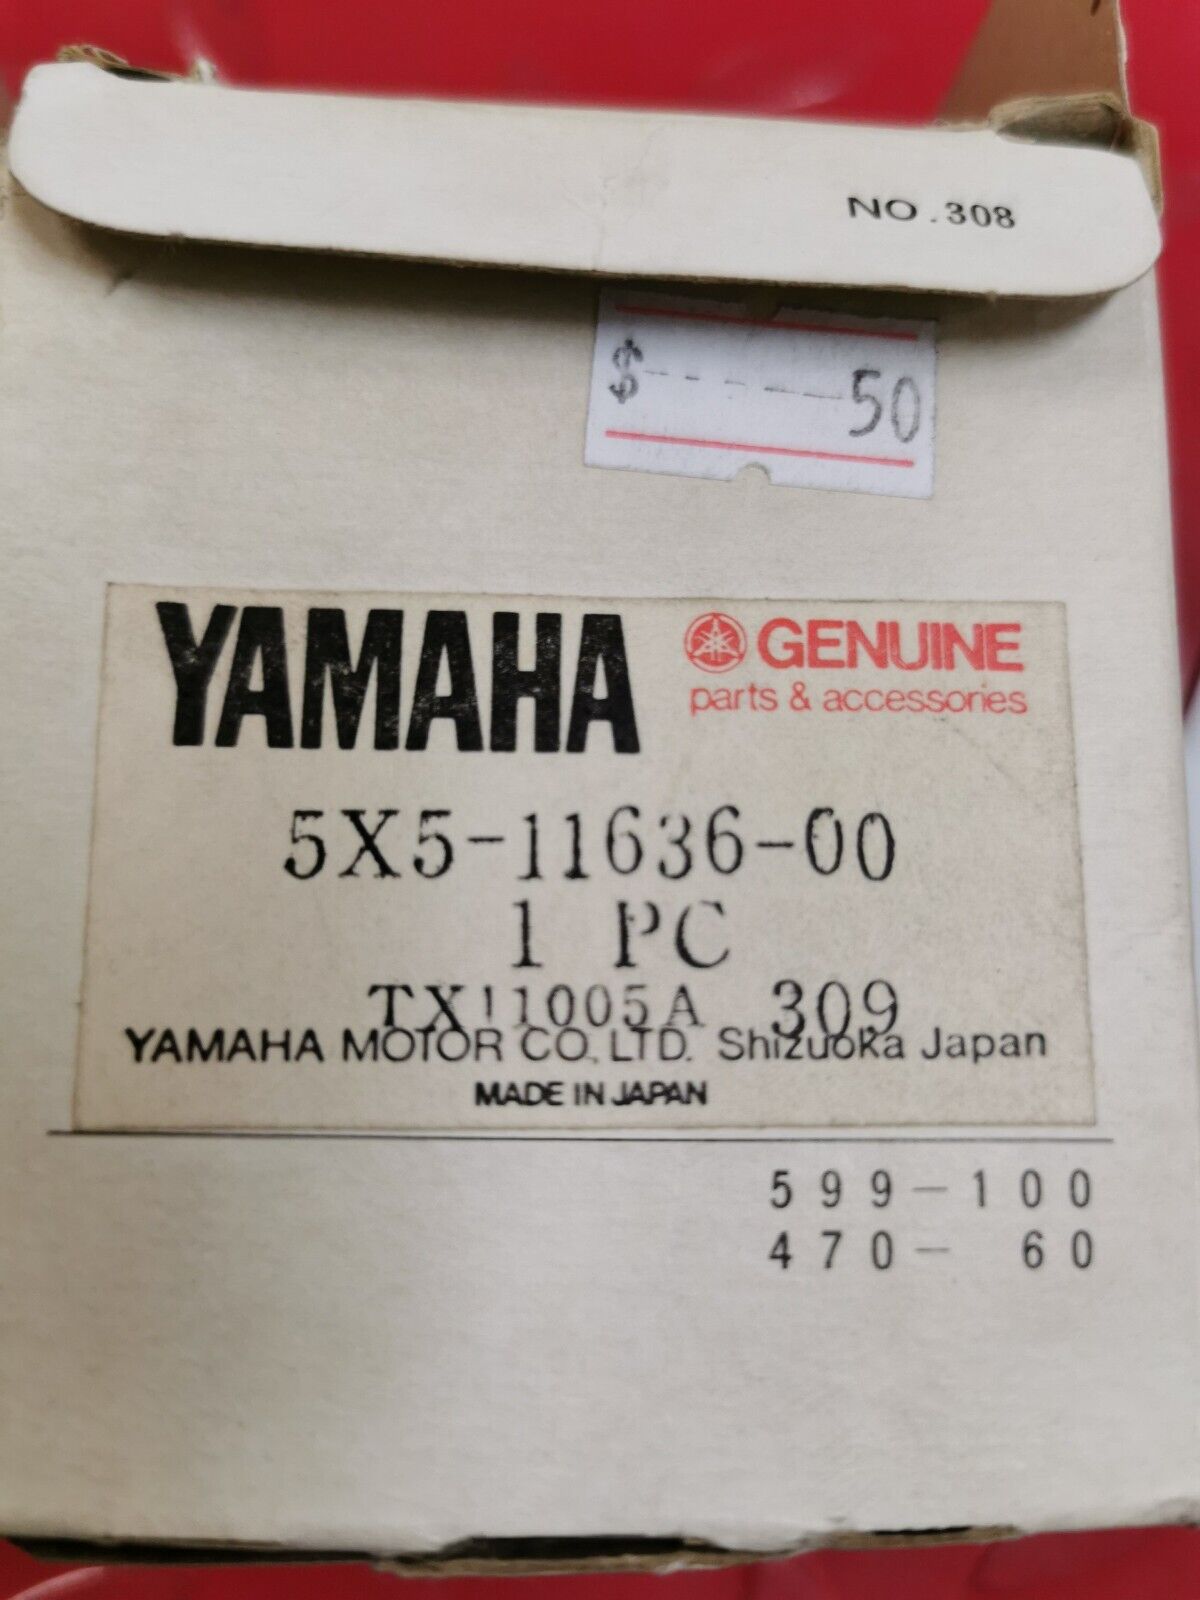 NO.308
$------50
YAMAHA
GENUINE
parts & accessories
5X5-11636-00
1 PC
TX11005A 309
YAMAHA MOTOR CO., LTD. Shizuoka Japan
MADE IN JAPAN
599-100
470- 60